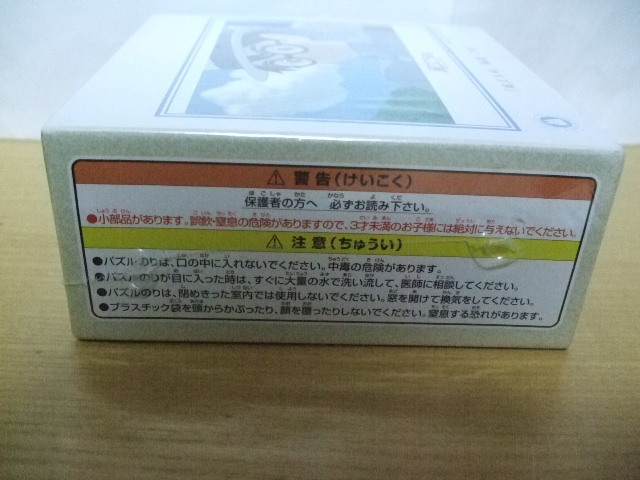 ⚠ 警告(けいこく)
保護者の方へ 必ずお読み下さい。
●小部品があります。誤飲・窒息の危険がありますので、3才未満のお子様には絶対に与えないでください。
⚠ 注意(ちゅうい)
●パズルのりは、口の中に入れないでください。中毒の危険があります。
●パズルのりが目に入った時は、すぐに大量の水で洗い流して、医師に相談してください。
●パズルのりは、閉めきった室内では使用しないでください。窓を開けて換気をしてください。
●プラスチック袋を頭からかぶったり、顔を覆ったりしないでください。窒息する恐れがあります。